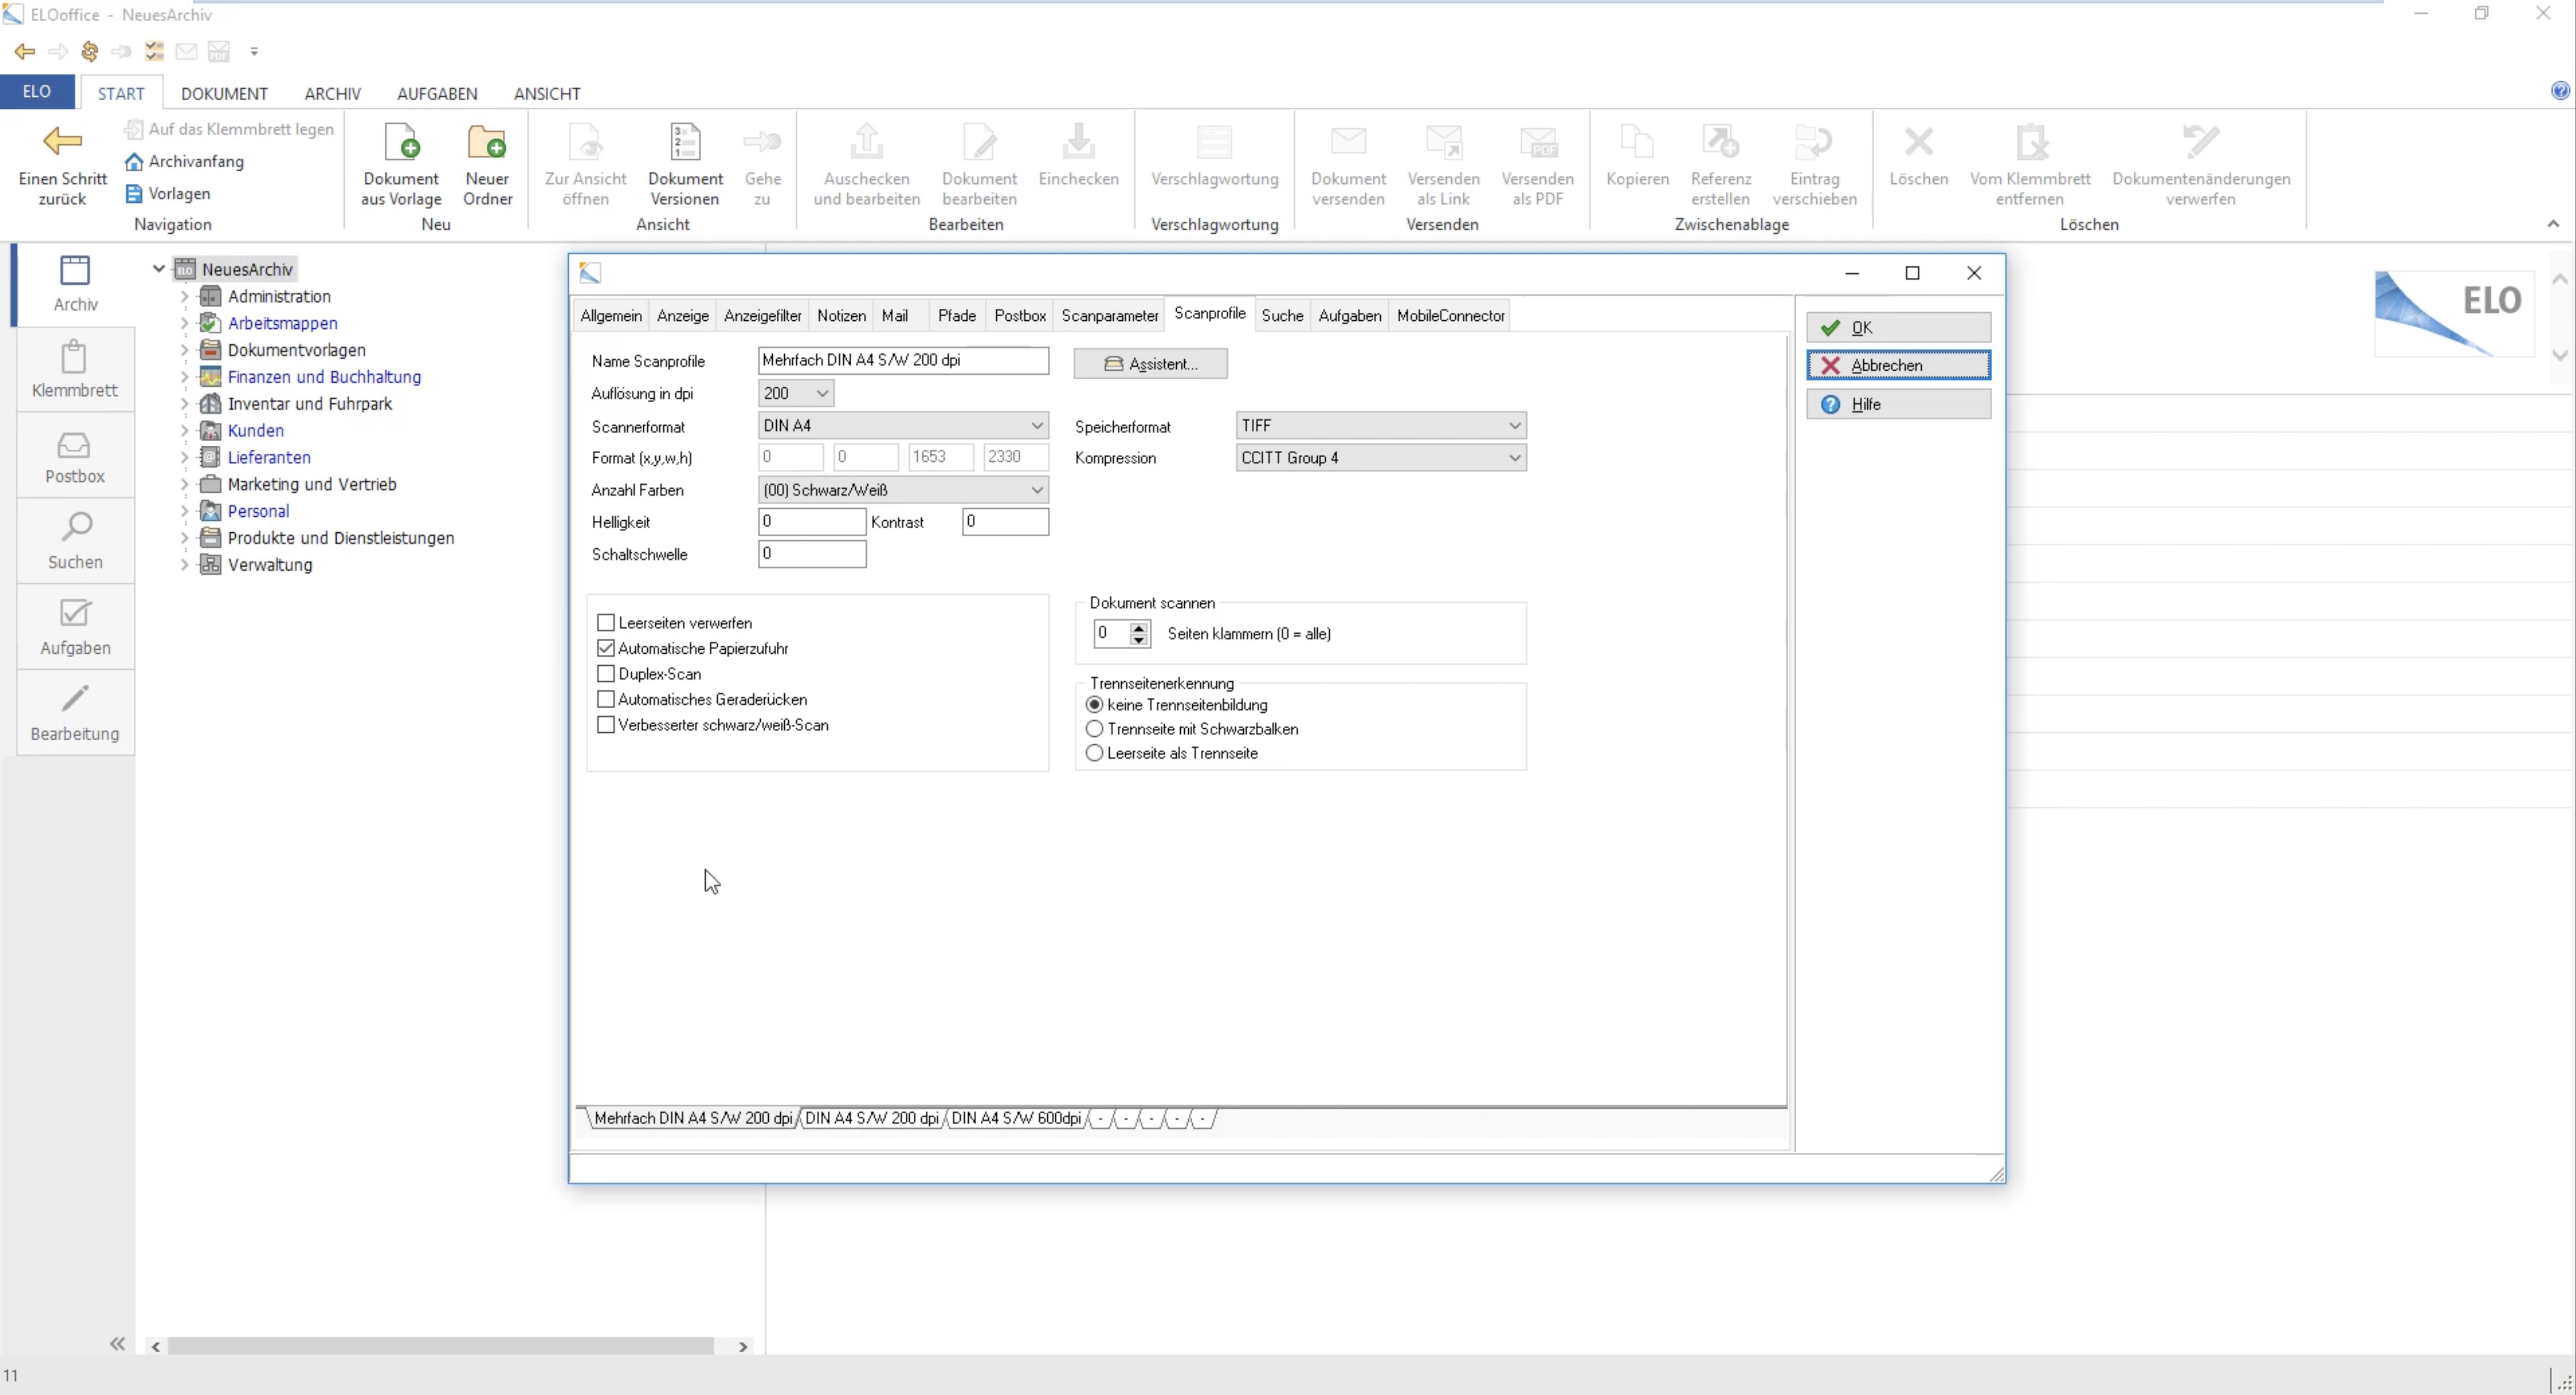 ELOoffice - NeuesArchiv
PDF
ELO START DOKUMENT ARCHIV AUFGABEN ANSICHT
Einen Schritt zurück
Auf das Klemmbrett legen
Archivanfang
Vorlagen
Navigation
Dokument aus Vorlage
Neuer Ordner
Neu
Zur Ansicht öffnen
Dokument Versionen
Gehe zu
Ansicht
Auschecken und bearbeiten
Dokument bearbeiten
Einchecken
Bearbeiten
Verschlagwortung
Verschlagwortung
Dokument versenden
Versenden als Link
PDF
Versenden als PDF
Versenden
Kopieren
Referenz erstellen
Eintrag verschieben
Zwischenablage
Löschen
Vom Klemmbrett entfernen
Dokumentenänderungen verwerfen
Löschen
Archiv
Klemmbrett
Postbox
Suchen
Aufgaben
Bearbeitung
ELO NeuesArchiv
Administration
Arbeitsmappen
Dokumentvorlagen
Finanzen und Buchhaltung
Inventar und Fuhrpark
Kunden
Lieferanten
Marketing und Vertrieb
Personal
Produkte und Dienstleistungen
Verwaltung
Allgemein Anzeige Anzeigefilter Notizen Mail Pfade Postbox Scanparameter Scanprofile Suche Aufgaben MobileConnector
Name Scanprofile Mehrfach DIN A4 S/W 200 dpi Assistent...
Auflösung in dpi 200
Scannerformat DIN A4 Speicherformat TIFF
Format (x,y,w,h) 0 0 1653 2330 Kompression CCITT Group 4
Anzahl Farben (00) Schwarz/Weiß
Helligkeit 0 Kontrast 0
Schaltschwelle 0
Leerseiten verwerfen
Automatische Papierzufuhr
Duplex-Scan
Automatisches Geraderücken
Verbesserter schwarz/weiß-Scan
Dokument scannen
0 Seiten klammern (0 = alle)
Trennseitenerkennung
keine Trennseitenbildung
Trennseite mit Schwarzbalken
Leerseite als Trennseite
Mehrfach DIN A4 S/W 200 dpi DIN A4 S/W 200 dpi DIN A4 S/W 600dpi - - - - -
OK
Abbrechen
Hilfe
ELO
11